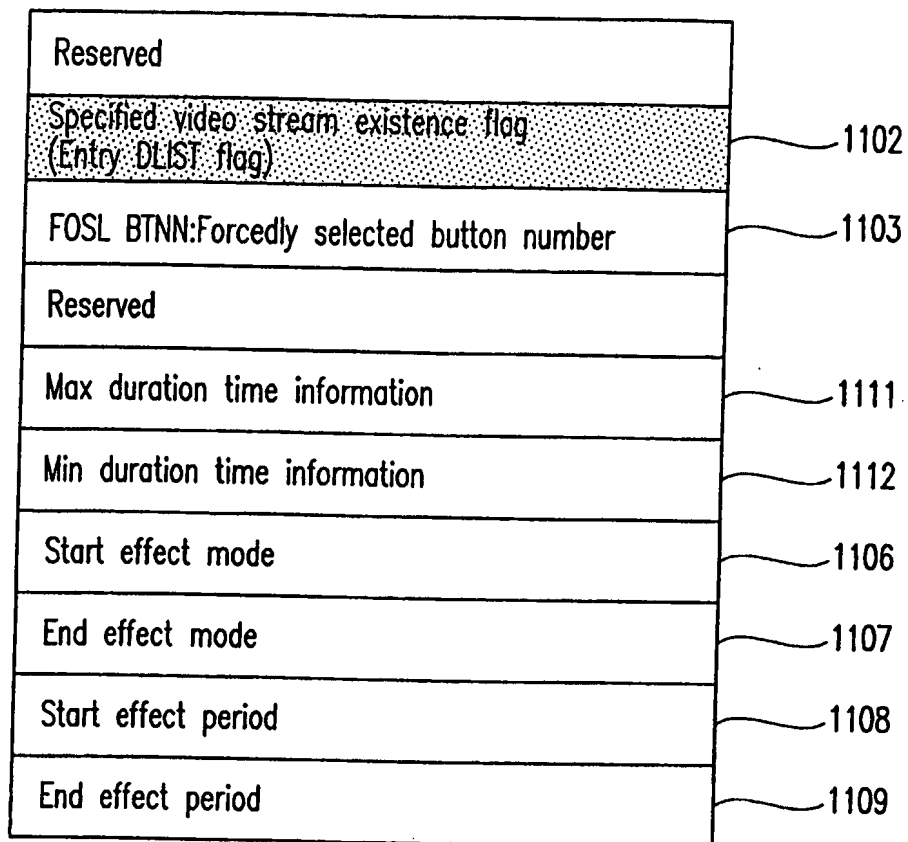 Reserved
Specified video stream existence flag
(Entry DLIST flag)
1102
FOSL BTNN:Forcedly selected button number
1103
Reserved
Max duration time information
1111
Min duration time information
1112
Start effect mode
1106
End effect mode
1107
Start effect period
1108
End effect period
1109